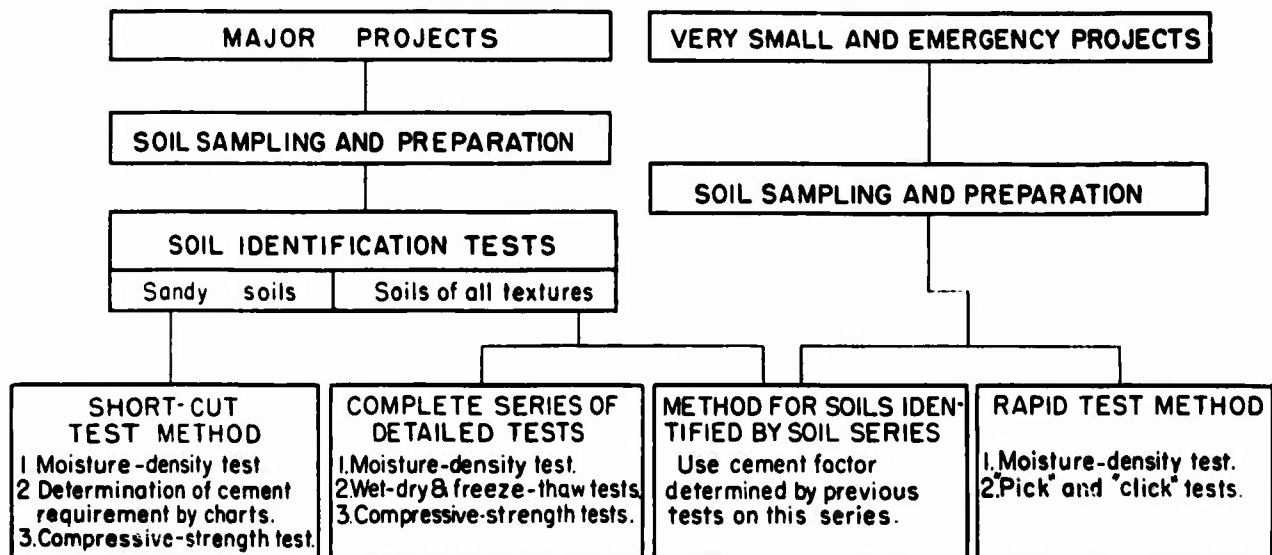 MAJOR PROJECTS
VERY SMALL AND EMERGENCY PROJECTS
SOIL SAMPLING AND PREPARATION
SOIL SAMPLING AND PREPARATION
SOIL IDENTIFICATION TESTS
Sandy soils
Soils of all textures
SHORT-CUT
TEST METHOD
1 Moisture-density test
2 Determination of cement
requirement by charts.
3.Compressive-strength test.
COMPLETE SERIES OF
DETAILED TESTS
1.Moisture-density test.
2.Wet-dry & freeze-thaw tests.
3.Compressive-strength tests.
METHOD FOR SOILS IDEN-
TIFIED BY SOIL SERIES
Use cement factor
determined by previous
tests on this series.
RAPID TEST METHOD
1. Moisture-density test.
2."Pick" and "click" tests.